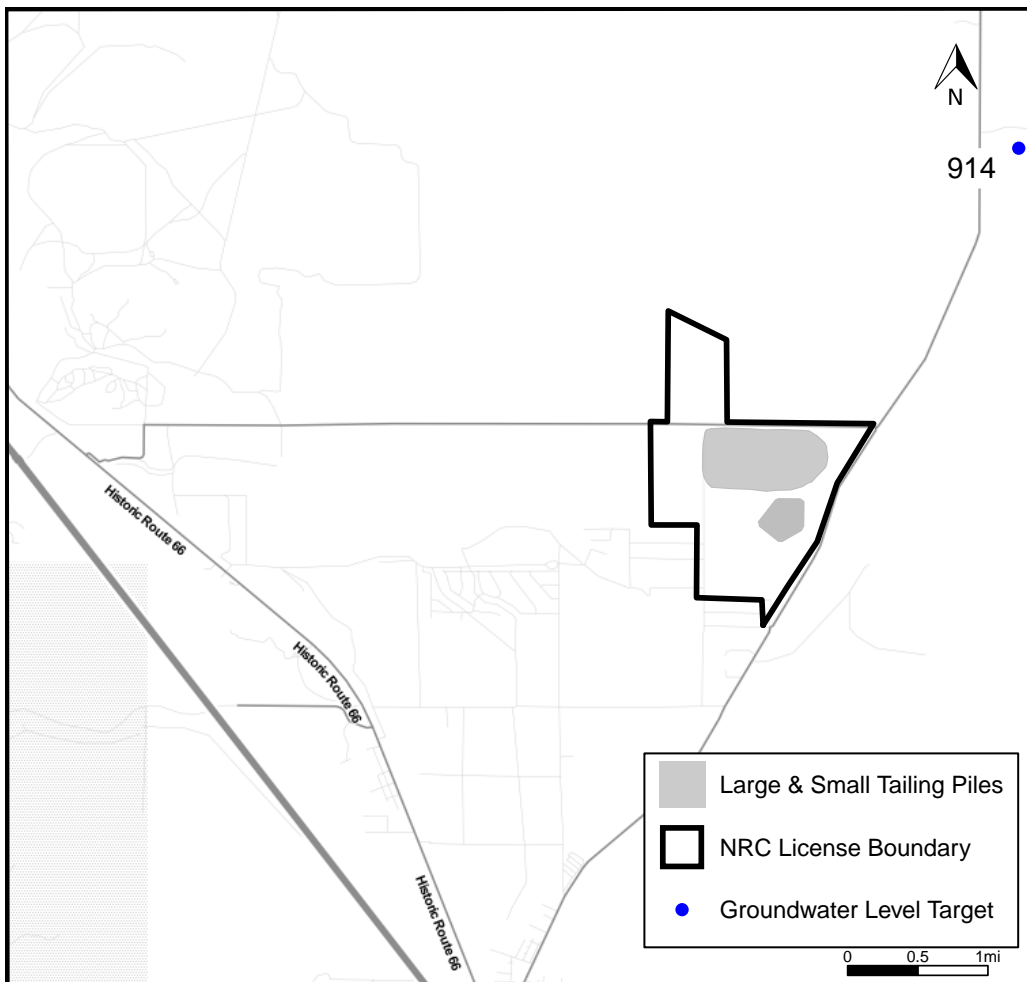 N
914
Historic Route 66
Historic Route 66
Historic Route 66
Large & Small Tailing Piles
NRC License Boundary
Groundwater Level Target
0 0.5 1mi